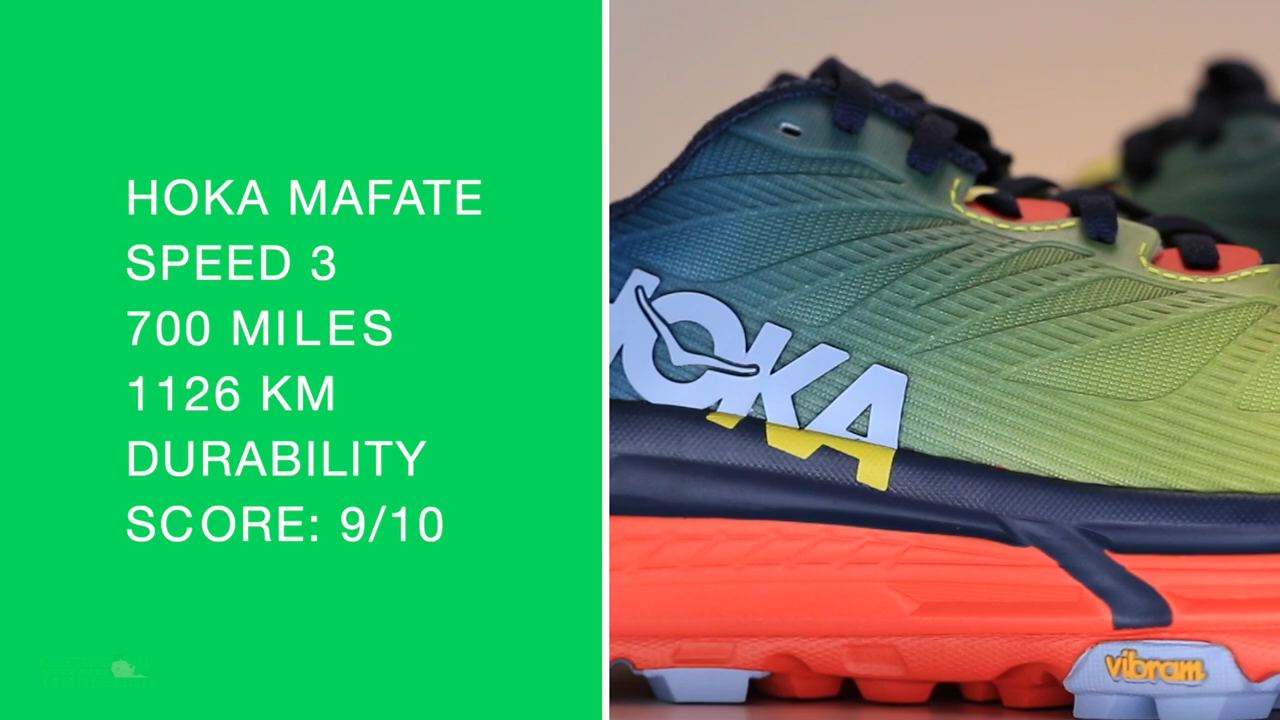 HOKA MAFATE
SPEED 3
700 MILES
1126 KM
DURABILITY
SCORE: 9/10
HOKA
vibram